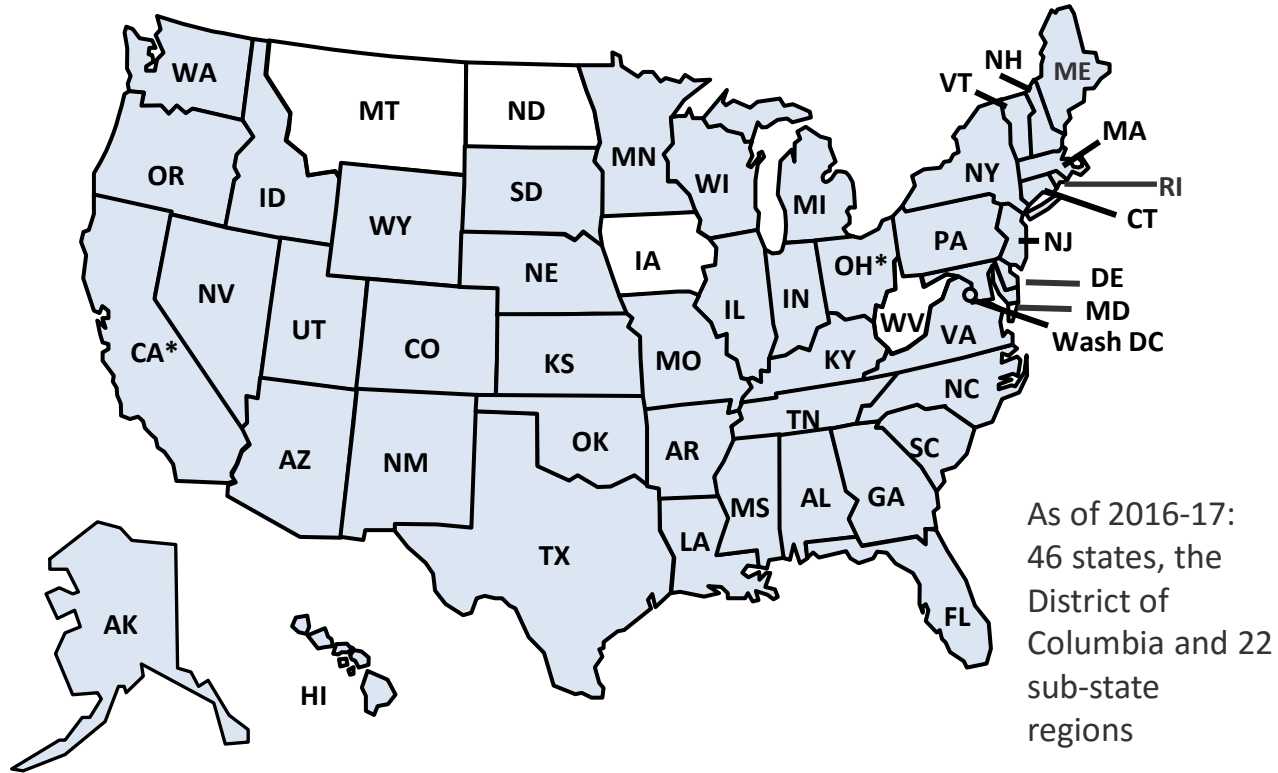 WA
MT
ND
MN
VT
NH
ME
MA
OR
ID
SD
WI
MI
NY
RI
CT
WY
NE
IA
PA
NJ
NV
UT
CO
IL
IN
OH*
DE
MD
Wash DC
CA*
KS
MO
KY
WV
VA
AZ
NM
OK
AR
TN
NC
SC
MS
AL
GA
TX
LA
FL
AK
HI
As of 2016-17:
46 states, the
District of
Columbia and 22
sub-state
regions